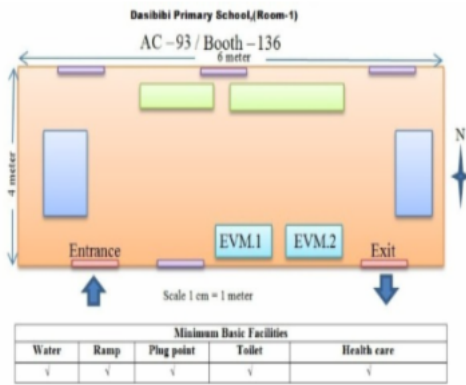 Dasibibi Primary School,(Room-1)
AC –93 / Booth –136
6 meter
4 meter
N
EVM.1 EVM.2
Entrance Exit
Scale 1 cm = 1 meter
Minimum Basic Facilities
Water Ramp Plug point Toilet Health care
√ √ √ √ √